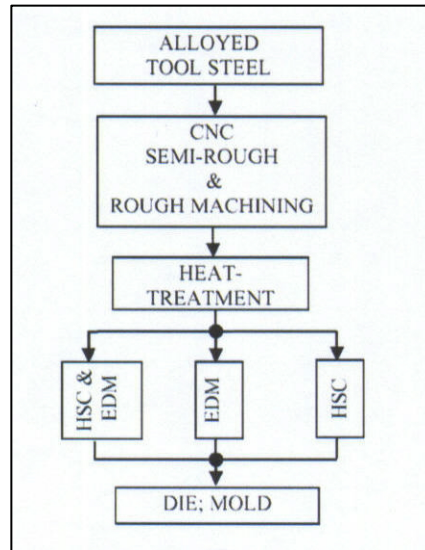 ALLOYED
TOOL STEEL
CNC
SEMI-ROUGH
&
ROUGH MACHINING
HEAT-
TREATMENT
HSC &
EDM
EDM
HSC
DIE; MOLD